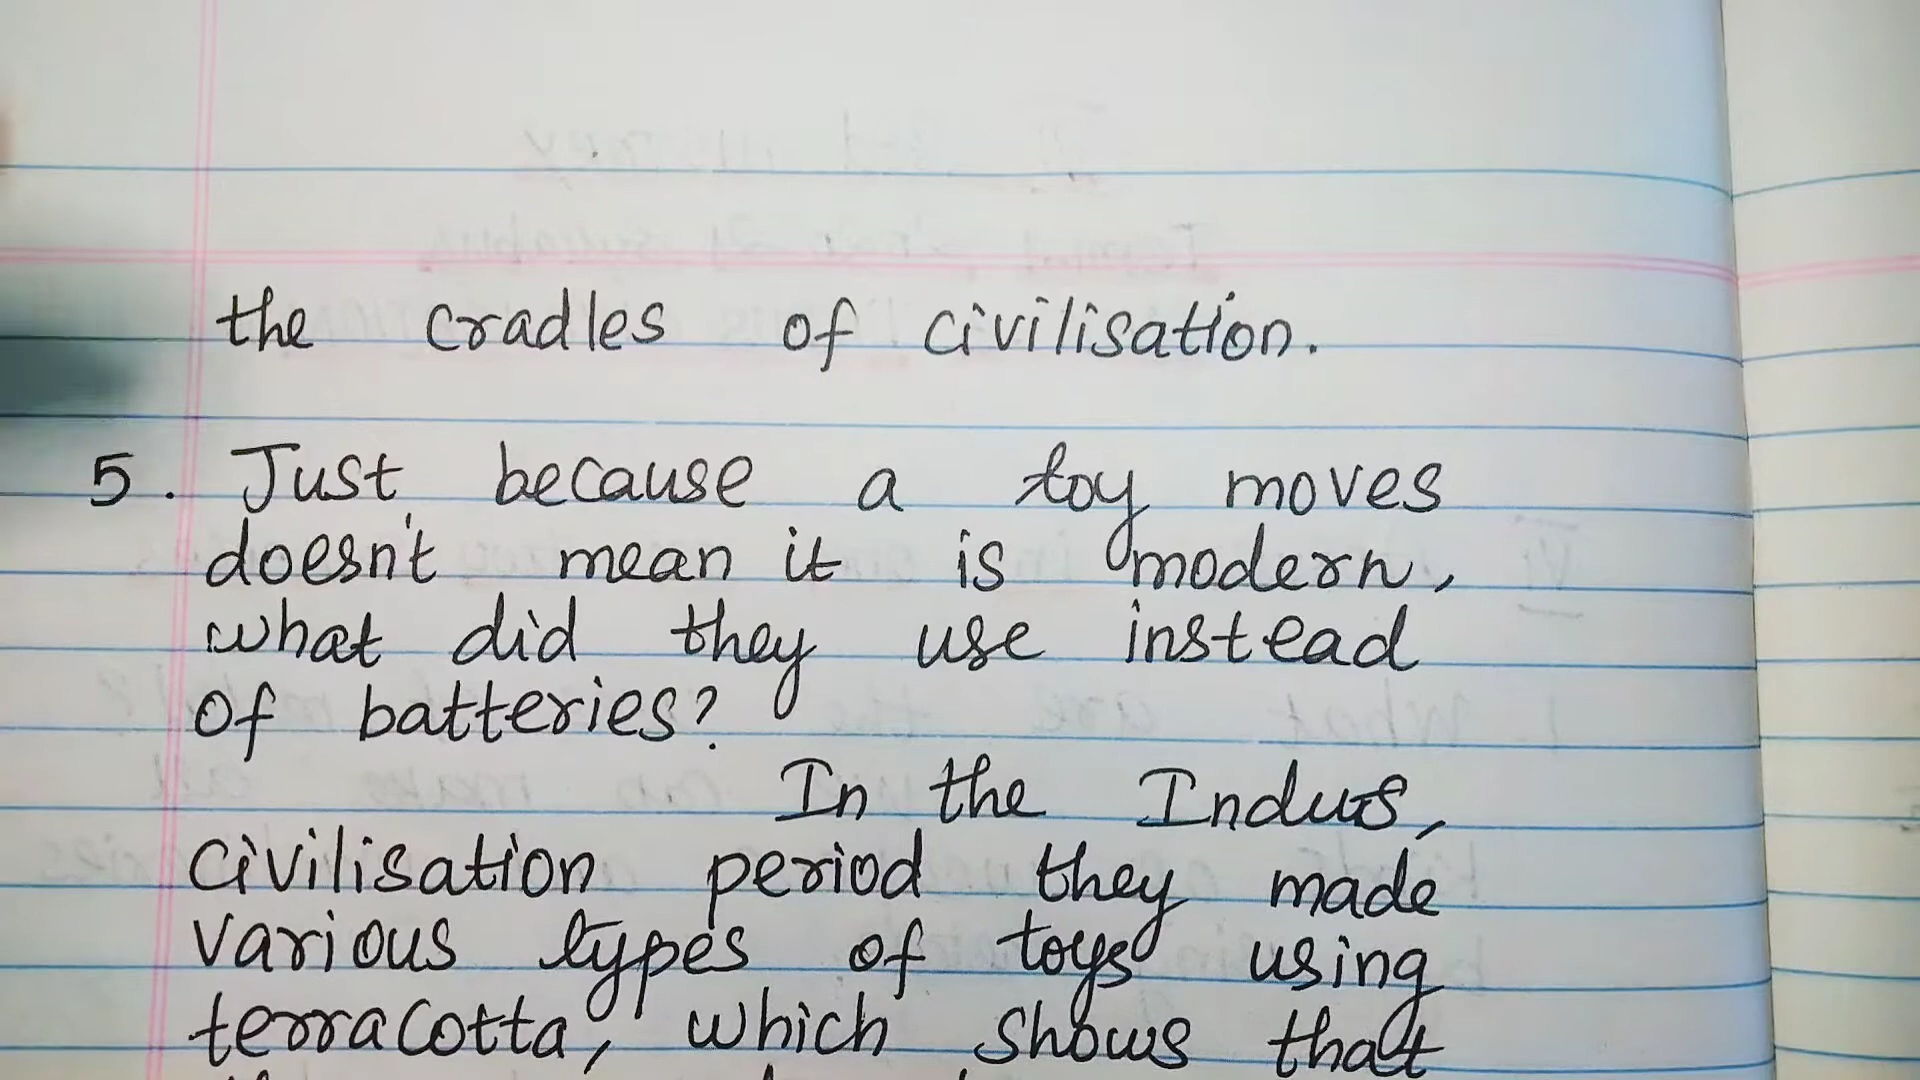 the cradles of civilisation.
5. Just because a toy moves
doesn't mean it is modern,
what did they use instead
of batteries?
In the Indus,
civilisation period they made
various types of toys using
terracotta, which shows that